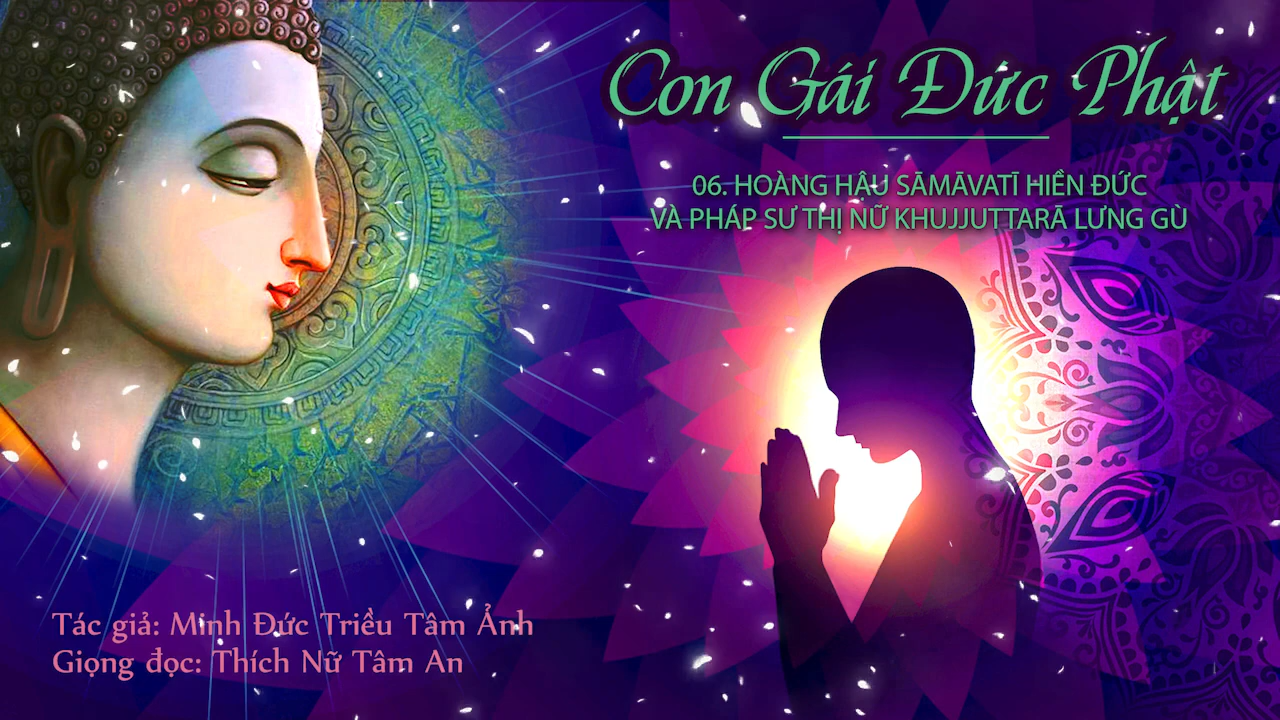 Con Gái Đức Phật
06. HOÀNG HẬU SĀMĀVATĪ HIỀN ĐỨC
VÀ PHÁP SƯ THỊ NỮ KHUJJUTTARĀ LƯNG GÙ
Tác giả: Minh Đức Triều Tâm Ảnh
Giọng đọc: Thích Nữ Tâm An